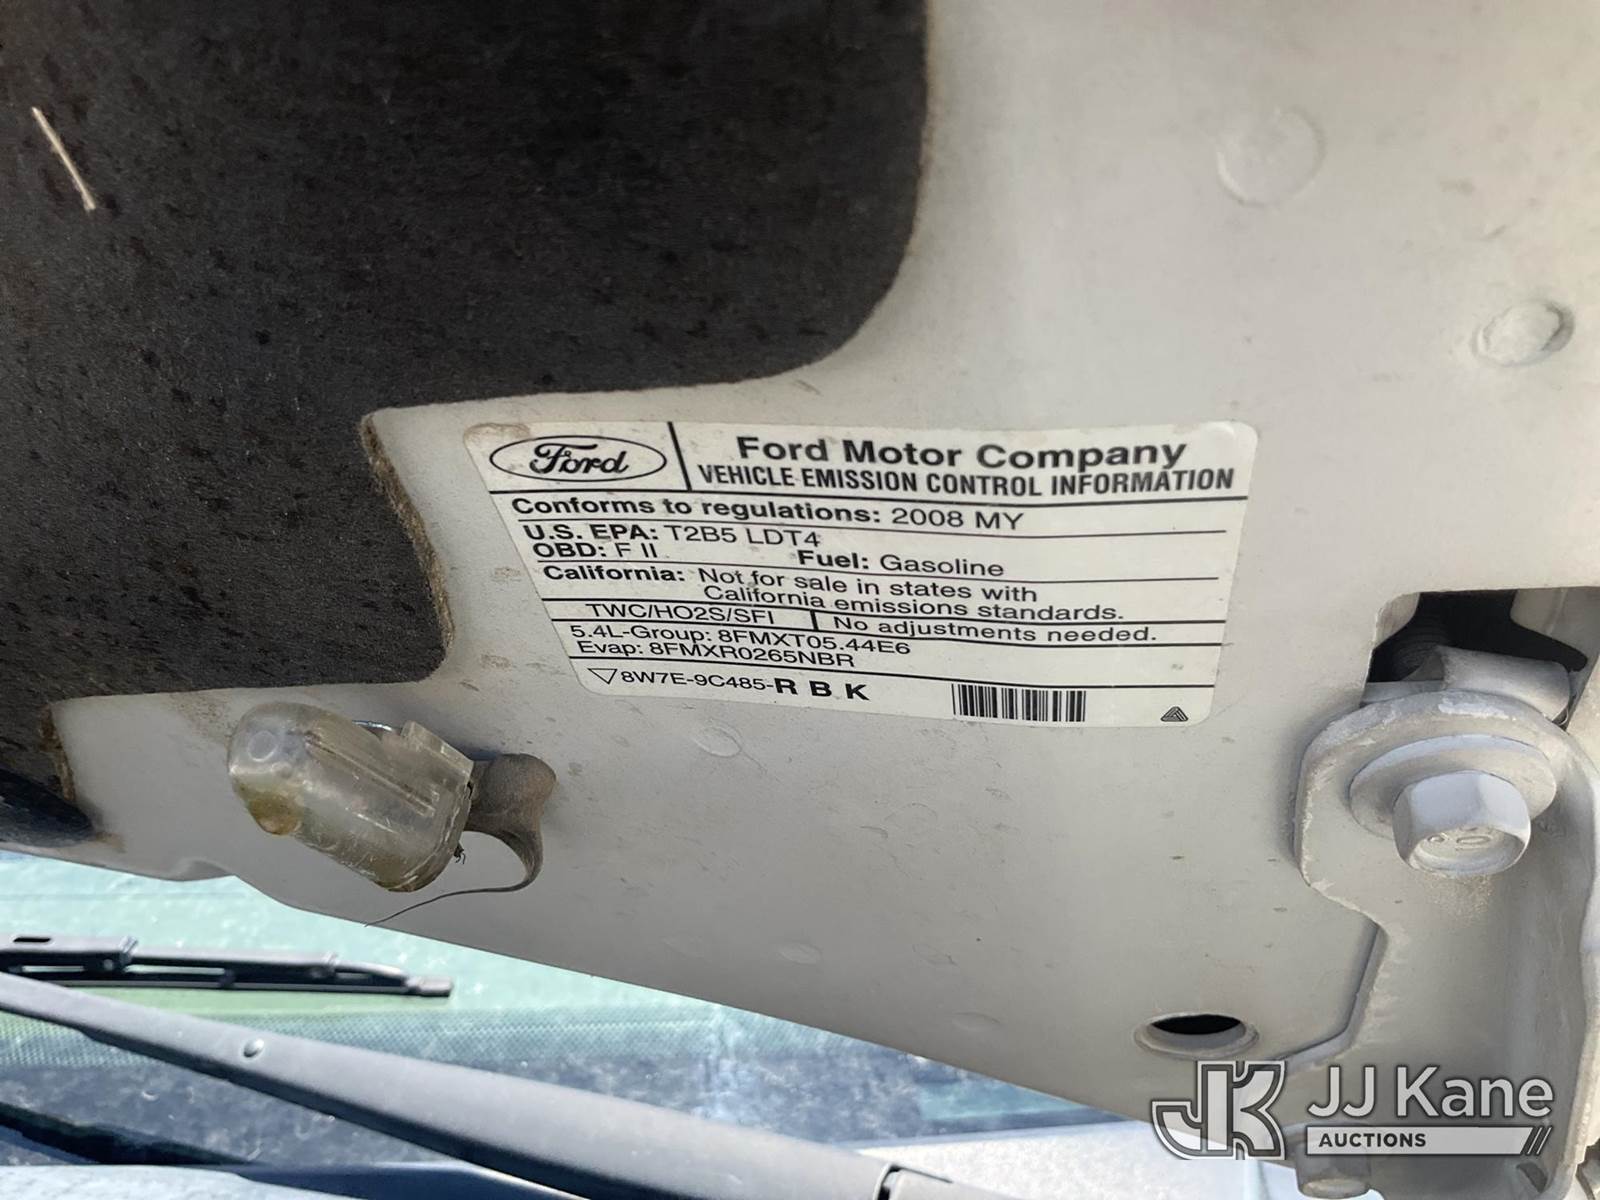 Ford
Ford Motor Company
VEHICLE EMISSION CONTROL INFORMATION
Conforms to regulations: 2008 MY
U.S. EPA: T2B5 LDT4
OBD: F II Fuel: Gasoline
California: Not for sale in states with
California emissions standards.
TWC/HO2S/SFI No adjustments needed.
5.4L-Group: 8FMXT05.44E6
Evap: 8FMXR0265NBR
8W7E-9C485-R B K
JK JJ Kane
AUCTIONS